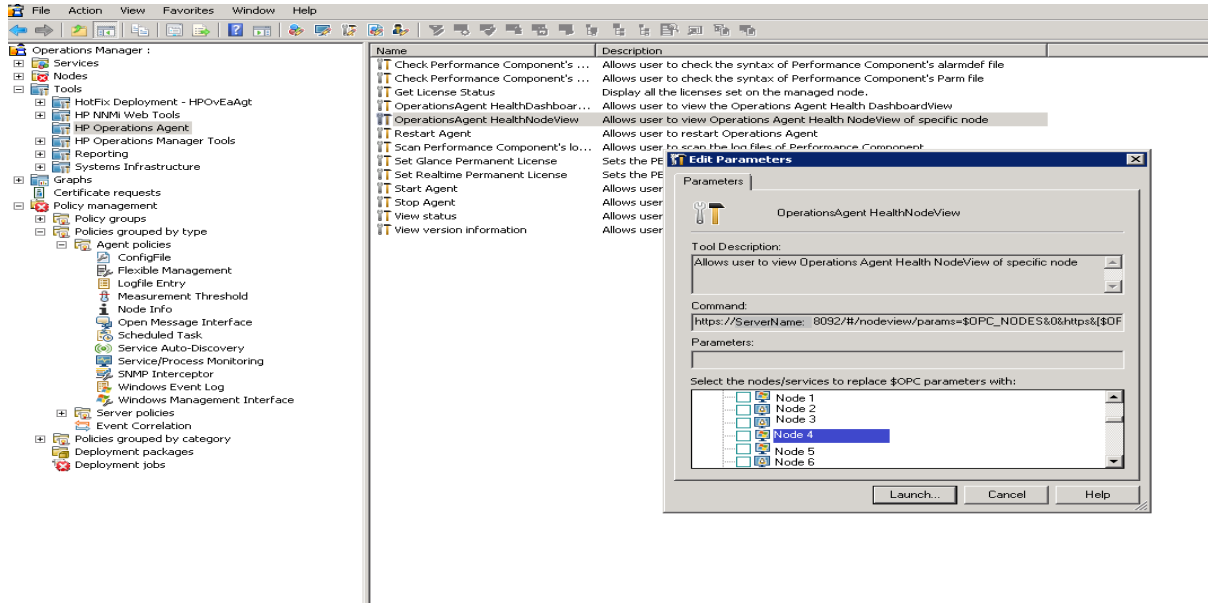 File Action View Favorites Window Help
Operations Manager :
Services
Nodes
Tools
HotFix Deployment - HPOvEaAgt
HP NNMi Web Tools
HP Operations Agent
HP Operations Manager Tools
Reporting
Systems Infrastructure
Graphs
Certificate requests
Policy management
Policy groups
Policies grouped by type
Agent policies
ConfigFile
Flexible Management
Logfile Entry
Measurement Threshold
Node Info
Open Message Interface
Scheduled Task
Service Auto-Discovery
Service/Process Monitoring
SNMP Interceptor
Windows Event Log
Windows Management Interface
Server policies
Event Correlation
Policies grouped by category
Deployment packages
Deployment jobs
Name Description
Check Performance Component's ... Allows user to check the syntax of Performance Component's alarmdef file
Check Performance Component's ... Allows user to check the syntax of Performance Component's Parm file
Get License Status Display all the licenses set on the managed node.
OperationsAgent HealthDashboar... Allows user to view the Operations Agent Health DashboardView
OperationsAgent HealthNodeView Allows user to view Operations Agent Health NodeView of specific node
Restart Agent Allows user to restart Operations Agent
Scan Performance Component's lo... Allows user to scan the log files of Performance Component
Set Glance Permanent License Sets the PE
Set Realtime Permanent License Sets the PE
Start Agent Allows user
Stop Agent Allows user
View status Allows user
View version information Allows user
Edit Parameters
Parameters
OperationsAgent HealthNodeView
Tool Description:
Allows user to view Operations Agent Health NodeView of specific node
Command:
https://ServerName: 8092/#/nodeview/params=$OPC_NODES&0&https&[$OF
Parameters:
Select the nodes/services to replace $OPC parameters with:
Node 1
Node 2
Node 3
Node 4
Node 5
Node 6
Launch... Cancel Help